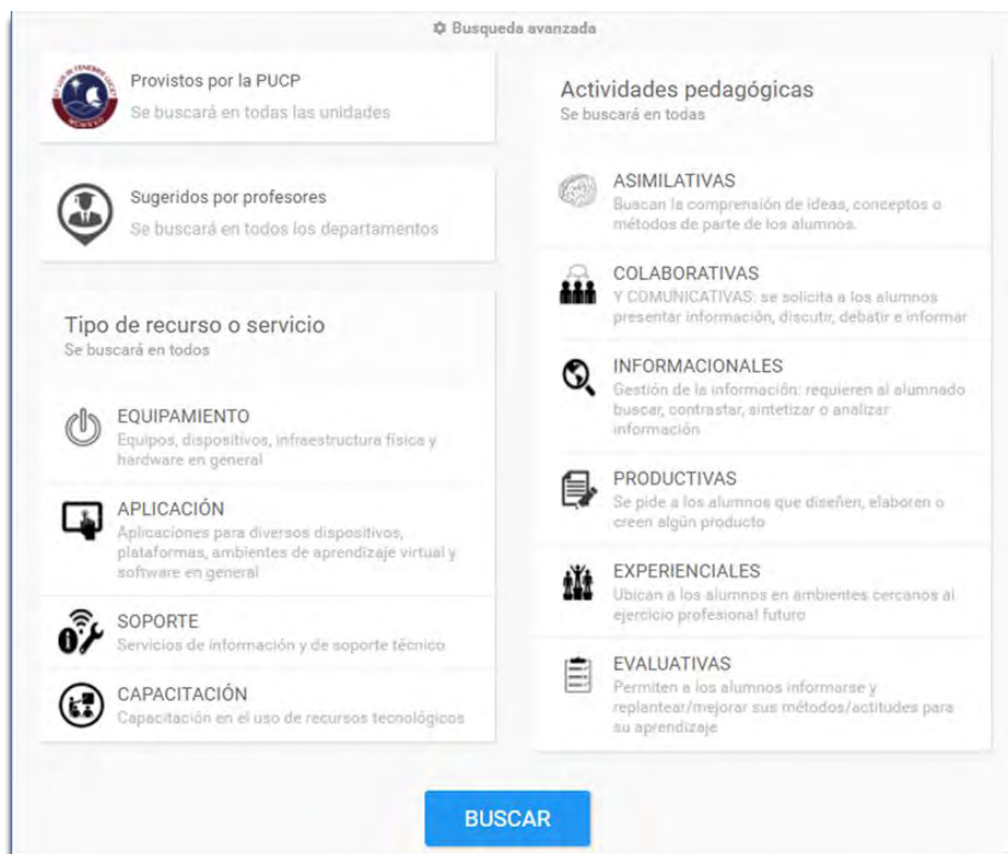 Busqueda avanzada
Provistos por la PUCP
Se buscará en todas las unidades
Sugeridos por profesores
Se buscará en todos los departamentos
Tipo de recurso o servicio
Se buscará en todos
EQUIPAMIENTO
Equipos, dispositivos, infraestructura física y
hardware en general
APLICACIÓN
Aplicaciones para diversos dispositivos,
plataformas, ambientes de aprendizaje virtual y
software en general
SOPORTE
Servicios de información y de soporte técnico
CAPACITACIÓN
Capacitación en el uso de recursos tecnológicos
Actividades pedagógicas
Se buscará en todas
ASIMILATIVAS
Buscan la comprensión de ideas, conceptos o
métodos de parte de los alumnos.
COLABORATIVAS
Y COMUNICATIVAS: se solicita a los alumnos
presentar información, discutir, debatir e informar
INFORMACIONALES
Gestión de la información: requieren al alumnado
buscar, contrastar, sintetizar o analizar
información
PRODUCTIVAS
Se pide a los alumnos que diseñen, elaboren o
creen algún producto
EXPERIENCIALES
Ubican a los alumnos en ambientes cercanos al
ejercicio profesional futuro
EVALUATIVAS
Permiten a los alumnos informarse y
replantear/mejorar sus métodos/actitudes para
su aprendizaje
BUSCAR